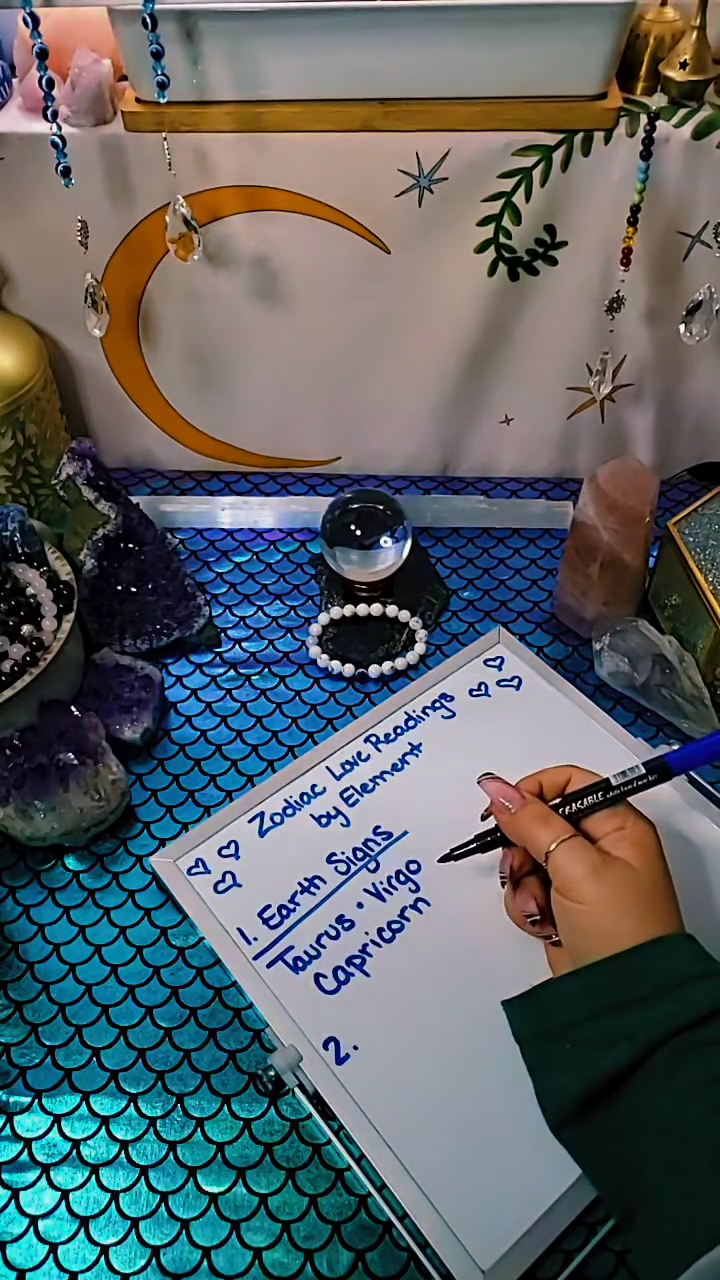 Zodiac Love Readings
by Element
1. Earth Signs
Taurus • Virgo
Capricorn
2.
ERASABLE